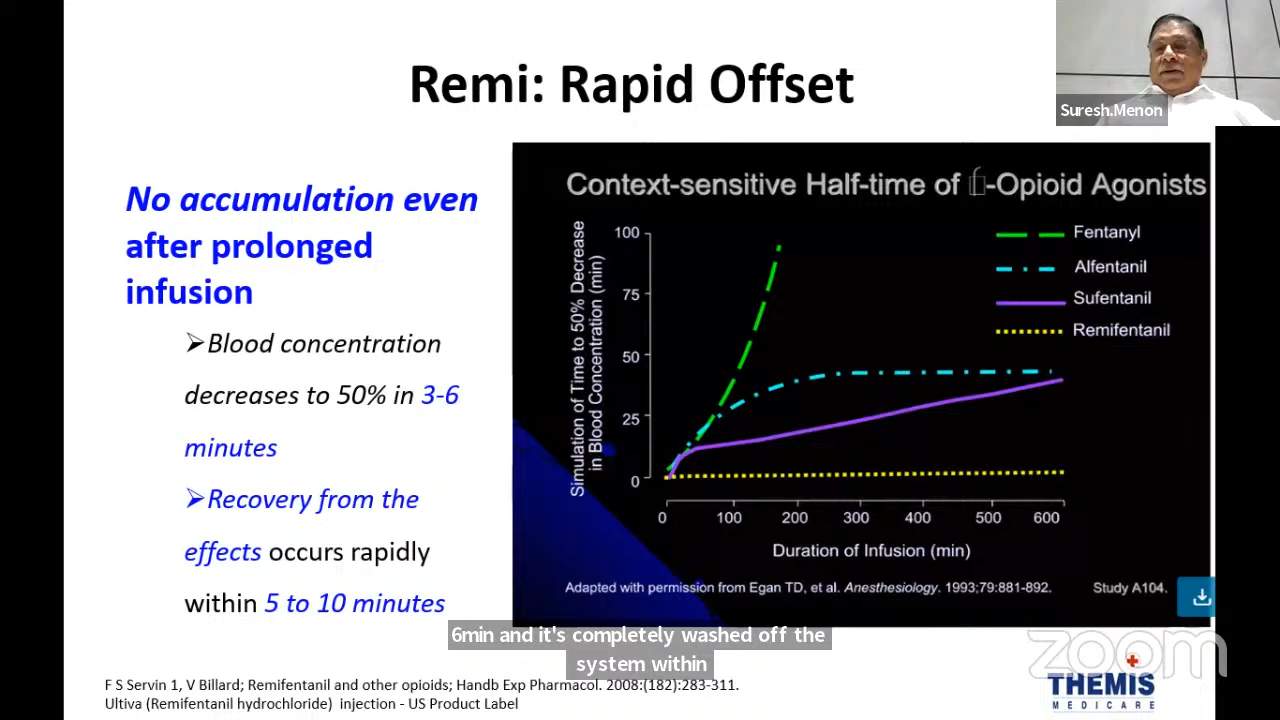 Remi: Rapid Offset
Suresh.Menon
No accumulation even
after prolonged
infusion
➢Blood concentration
decreases to 50% in 3-6
minutes
➢Recovery from the
effects occurs rapidly
within 5 to 10 minutes
Context-sensitive Half-time of -Opioid Agonists
Simulation of Time to 50% Decrease
in Blood Concentration (min)
100
75
50
25
0
Fentanyl
Alfentanil
Sufentanil
Remifentanil
0 100 200 300 400 500 600
Duration of Infusion (min)
Adapted with permission from Egan TD, et al. Anesthesiology. 1993;79:881-892. Study A104.
6min and it's completely washed off the
system within
zoom
F S Servin 1, V Billard; Remifentanil and other opioids; Handb Exp Pharmacol. 2008:(182):283-311.
Ultiva (Remifentanil hydrochloride) injection - US Product Label
THEMIS
MEDICARE